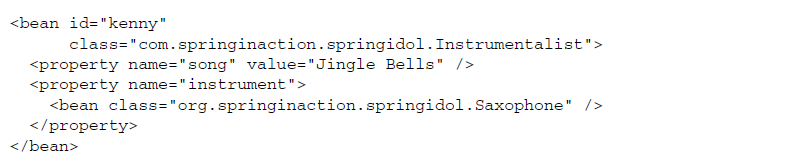 <bean id="kenny"
      class="com.springinaction.springidol.Instrumentalist">
  <property name="song" value="Jingle Bells" />
  <property name="instrument">
    <bean class="org.springinaction.springidol.Saxophone" />
  </property>
</bean>